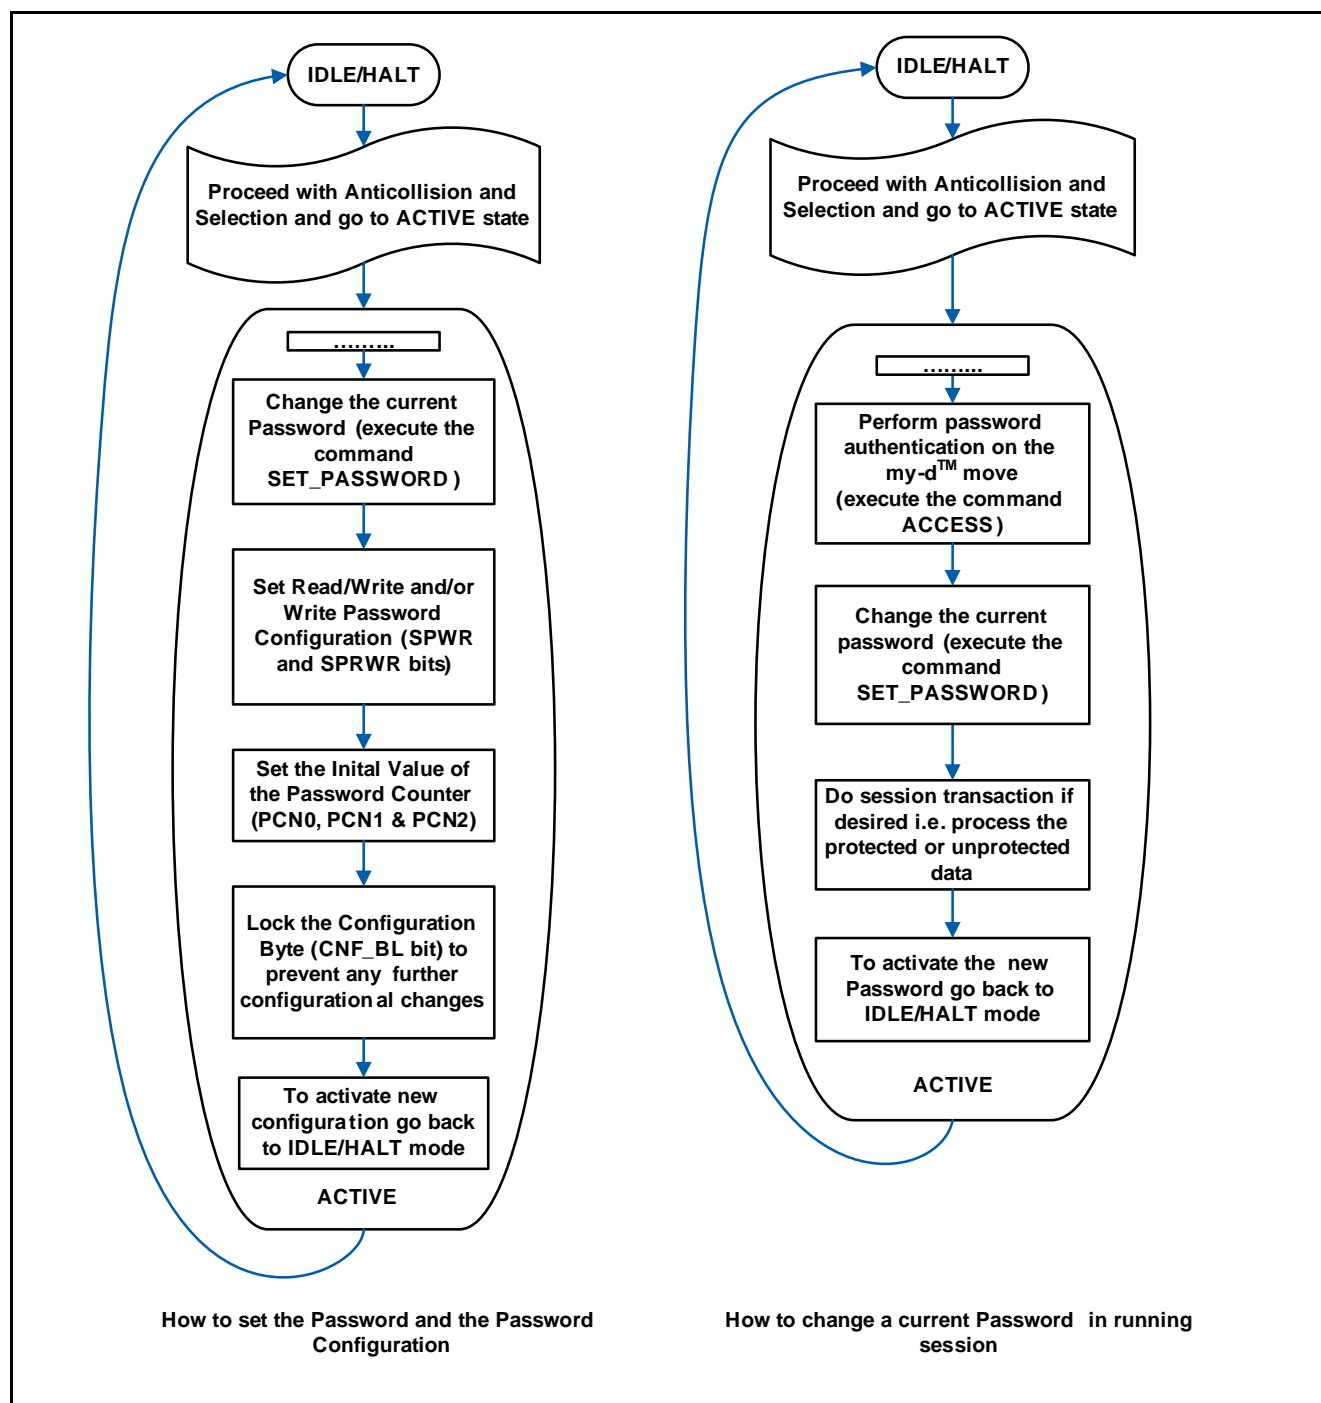 IDLE/HALT
Proceed with Anticollision and
Selection and go to ACTIVE state
.........
Change the current
Password (execute the
command
SET_PASSWORD )
Set Read/Write and/or
Write Password
Configuration (SPWR
and SPRWR bits)
Set the Inital Value of
the Password Counter
(PCN0, PCN1 & PCN2)
Lock the Configuration
Byte (CNF_BL bit) to
prevent any further
configuration al changes
To activate new
configuration go back
to IDLE/HALT mode
ACTIVE
How to set the Password and the Password
Configuration
IDLE/HALT
Proceed with Anticollision and
Selection and go to ACTIVE state
.........
Perform password
authentication on the
my-d™ move
(execute the command
ACCESS )
Change the current
password (execute the
command
SET_PASSWORD )
Do session transaction if
desired i.e. process the
protected or unprotected
data
To activate the new
Password go back to
IDLE/HALT mode
ACTIVE
How to change a current Password in running
session